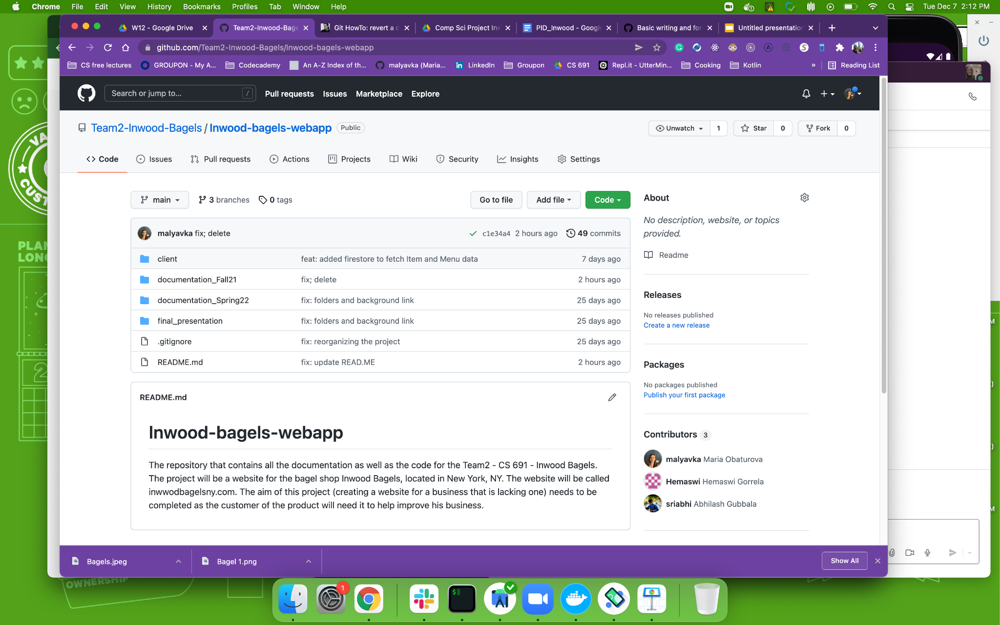 Chrome File Edit View History Bookmarks Profiles Tab Window Help Tue Dec 7 2:12 PM
W12 - Google Drive Team2-Inwood-Bage Git HowTo: revert a c Comp Sci Project Inv PID_Inwood - Google Basic writing and for Untitled presentation
github.com/Team2-Inwood-Bagels/Inwood-bagels-webapp
CS free lectures GROUPON - My A... Codecademy An A-Z Index of th... malyavka (Maria... LinkedIn Groupon CS 691 Repl.it - UtterMin... Cooking Kotlin » Reading List
Search or jump to... / Pull requests Issues Marketplace Explore
Team2-Inwood-Bagels / Inwood-bagels-webapp Public Unwatch 1 Star 0 Fork 0
Code Issues Pull requests Actions Projects Wiki Security Insights Settings
main 3 branches 0 tags Go to file Add file Code
malyavka fix; delete c1e34a4 2 hours ago 49 commits
client feat: added firestore to fetch Item and Menu data 7 days ago
documentation_Fall21 fix; delete 2 hours ago
documentation_Spring22 fix: folders and background link 25 days ago
final_presentation fix: folders and background link 25 days ago
.gitignore fix: reorganizing the project 25 days ago
README.md fix: update READ.ME 2 hours ago
README.md
Inwood-bagels-webapp
The repository that contains all the documentation as well as the code for the Team2 - CS 691 - Inwood Bagels.
The project will be a website for the bagel shop Inwood Bagels, located in New York, NY. The website will be called
inwwodbagelsny.com. The aim of this project (creating a website for a business that is lacking one) needs to be
completed as the customer of the product will need it to help improve his business.
About
No description, website, or topics
provided.
Readme
Releases
No releases published
Create a new release
Packages
No packages published
Publish your first package
Contributors 3
malyavka Maria Obaturova
Hemaswi Hemaswi Gorrela
sriabhi Abhilash Gubbala
Bagels.jpeg Bagel 1.png Show All
VA
CUST
PLAN
LONG
2
OWNERSHIP
1